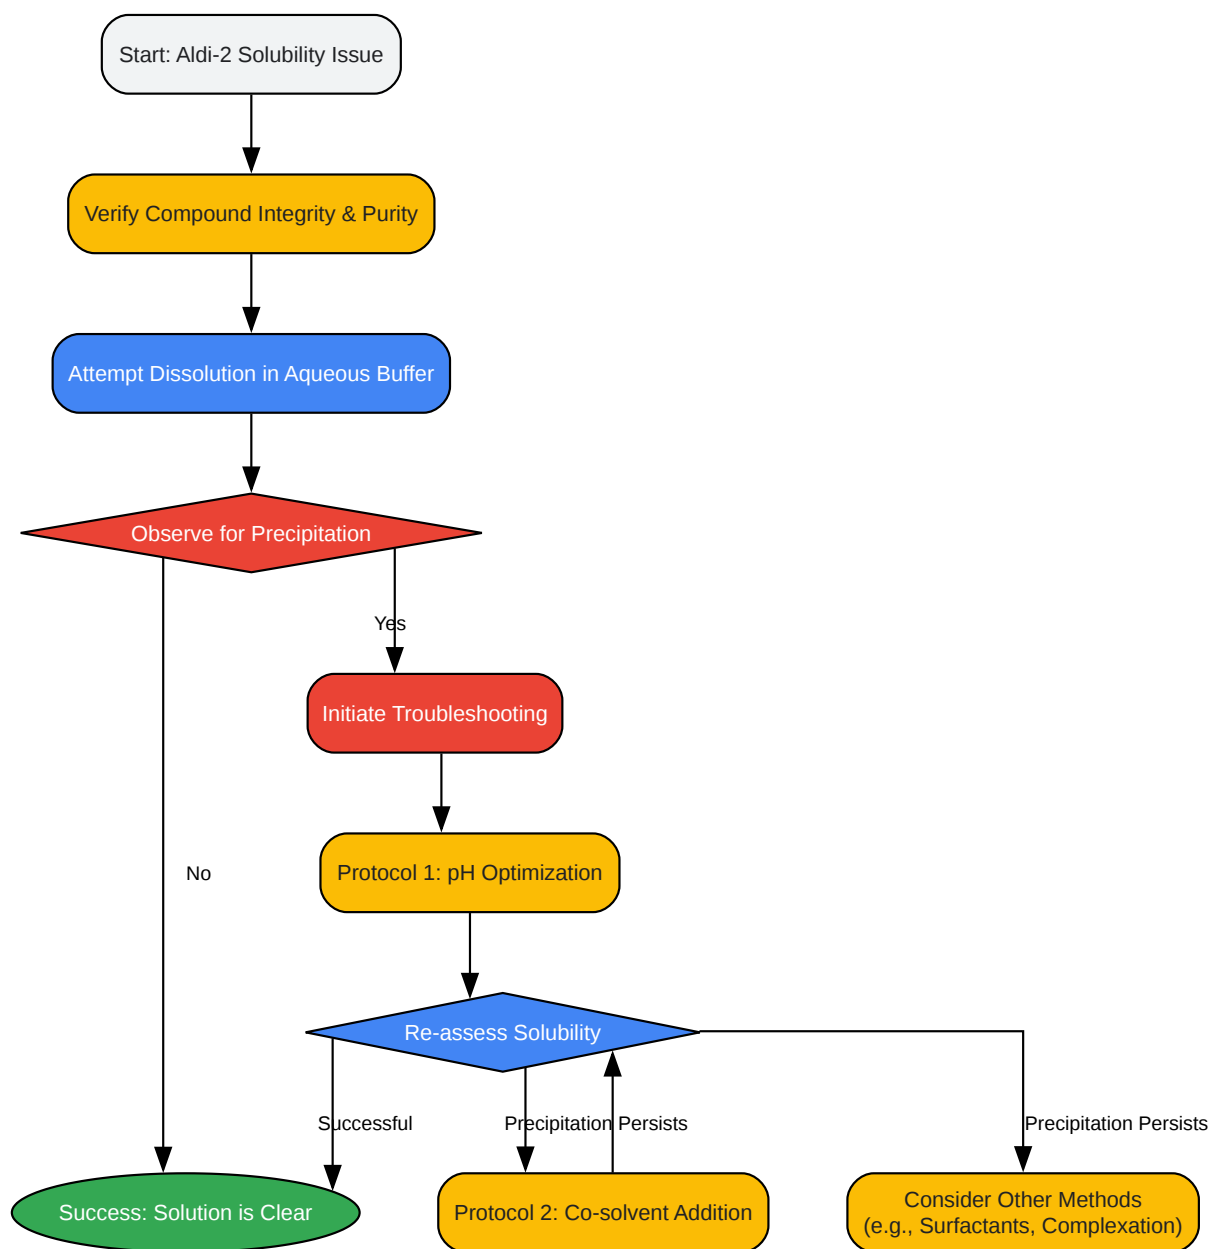 Start: Aldi-2 Solubility Issue
Verify Compound Integrity & Purity
Attempt Dissolution in Aqueous Buffer
Observe for Precipitation
Yes
Initiate Troubleshooting
No
Protocol 1: pH Optimization
Re-assess Solubility
Successful
Precipitation Persists
Precipitation Persists
Success: Solution is Clear
Protocol 2: Co-solvent Addition
Consider Other Methods
(e.g., Surfactants, Complexation)